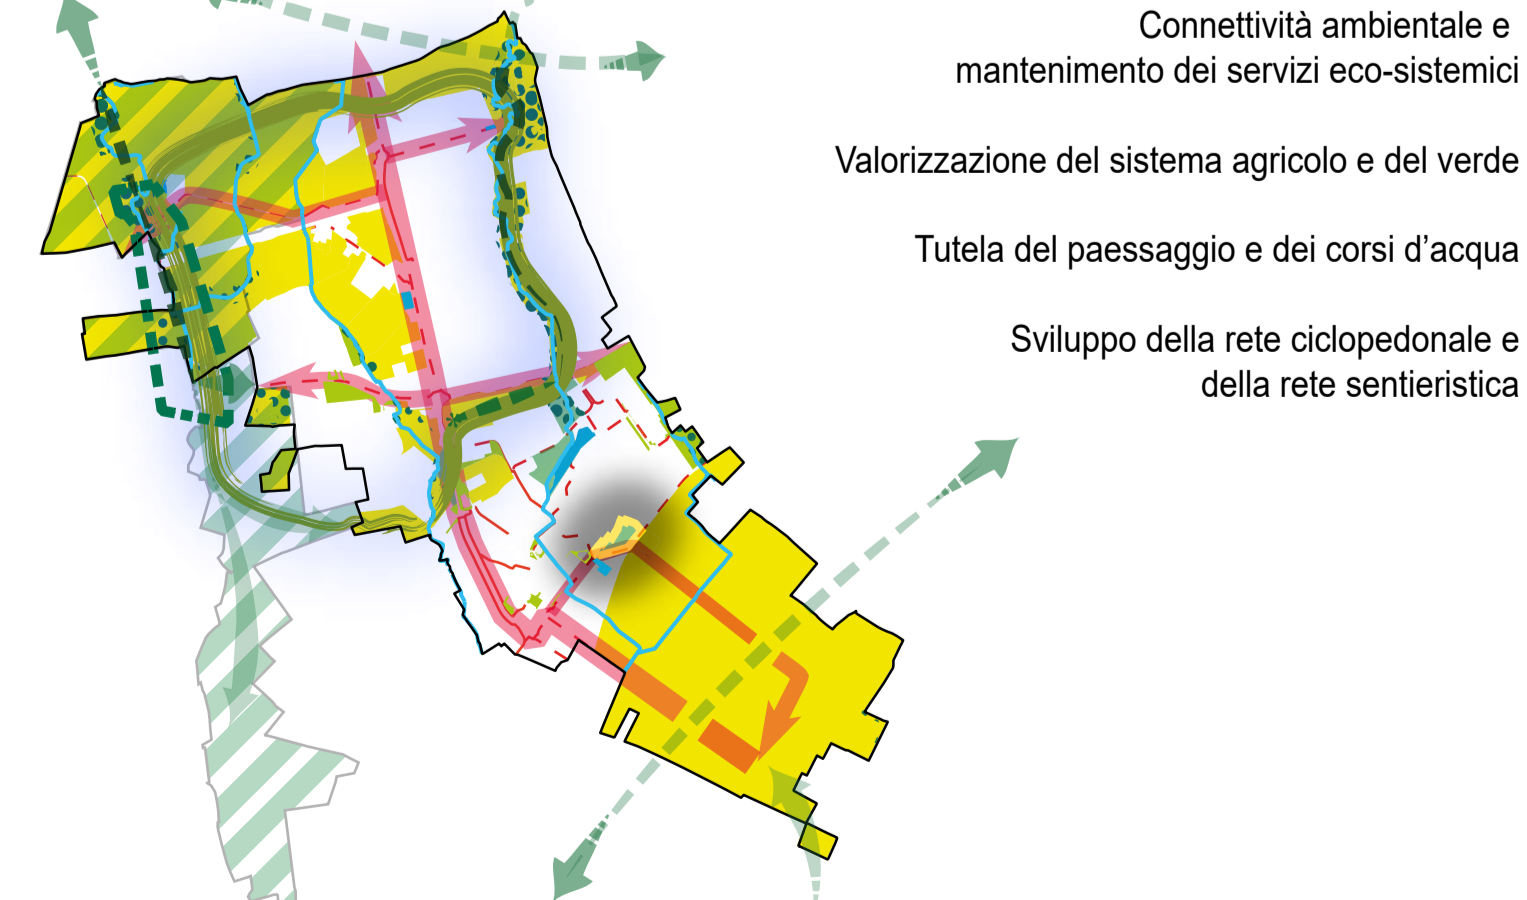 Connettività ambientale e
mantenimento dei servizi eco-sistemici
Valorizzazione del sistema agricolo e del verde
Tutela del paessaggio e dei corsi d’acqua
Sviluppo della rete ciclopedonale e
della rete sentieristica